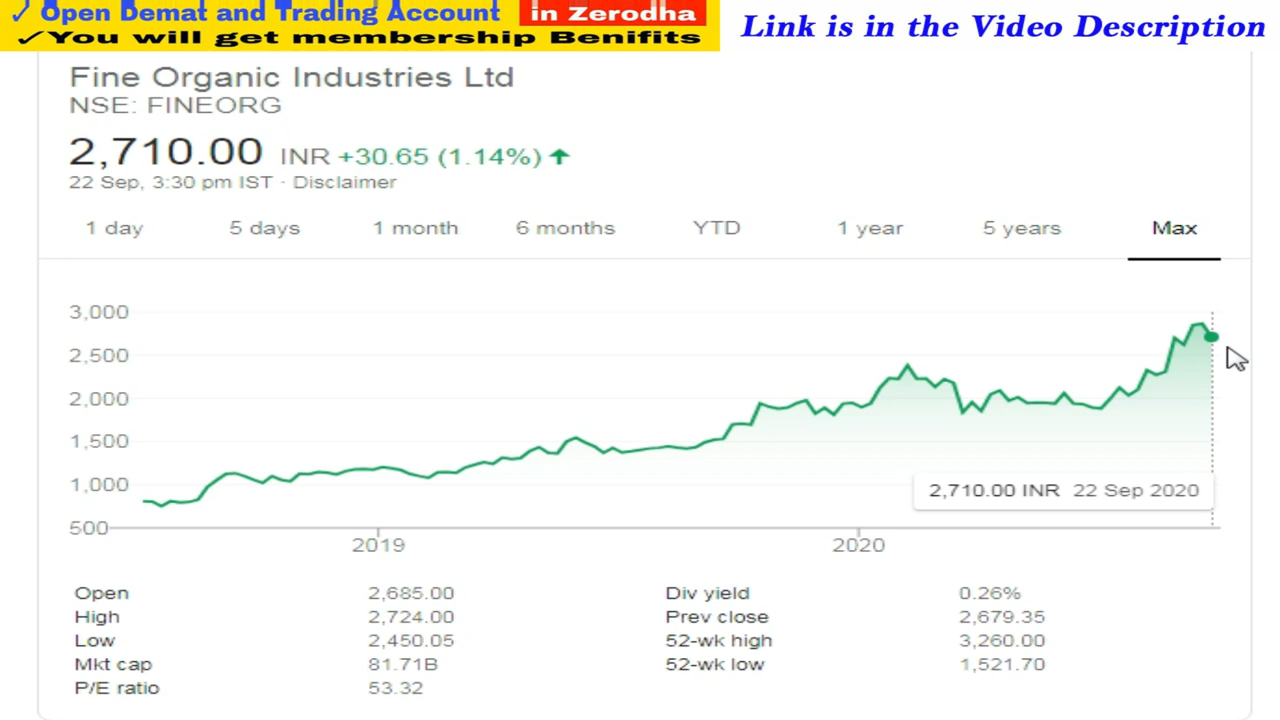 ✓ Open Demat and Trading Account in Zerodha
✓You will get membership Benifits
Link is in the Video Description
Fine Organic Industries Ltd
NSE: FINEORG
2,710.00 INR +30.65 (1.14%) ↑
22 Sep, 3:30 pm IST · Disclaimer
1 day 5 days 1 month 6 months YTD 1 year 5 years Max
3,000
2,500
2,000
1,500
1,000
500
2,710.00 INR 22 Sep 2020
2019 2020
Open 2,685.00 Div yield 0.26%
High 2,724.00 Prev close 2,679.35
Low 2,450.05 52-wk high 3,260.00
Mkt cap 81.71B 52-wk low 1,521.70
P/E ratio 53.32